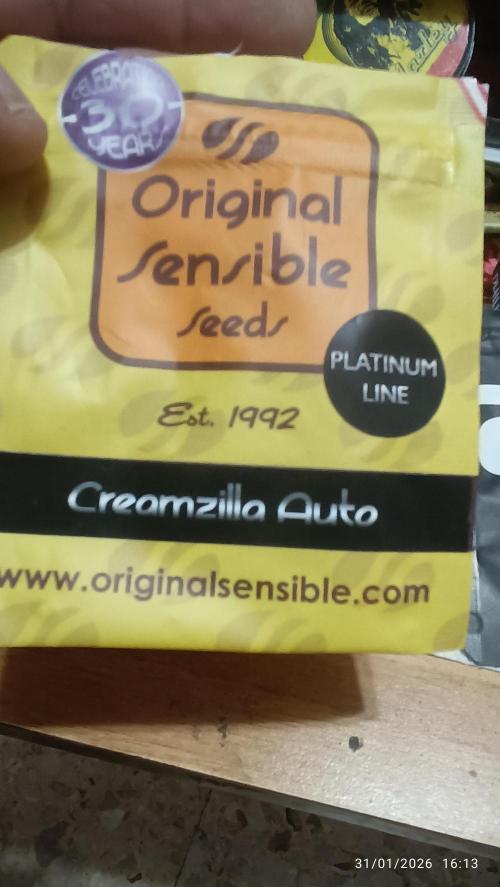 CELEBRATING
30
YEARS
Original
Sensible
Seeds
PLATINUM
LINE
Est. 1992
Creamzilla Auto
www.originalsensible.com
31/01/2026 16:13